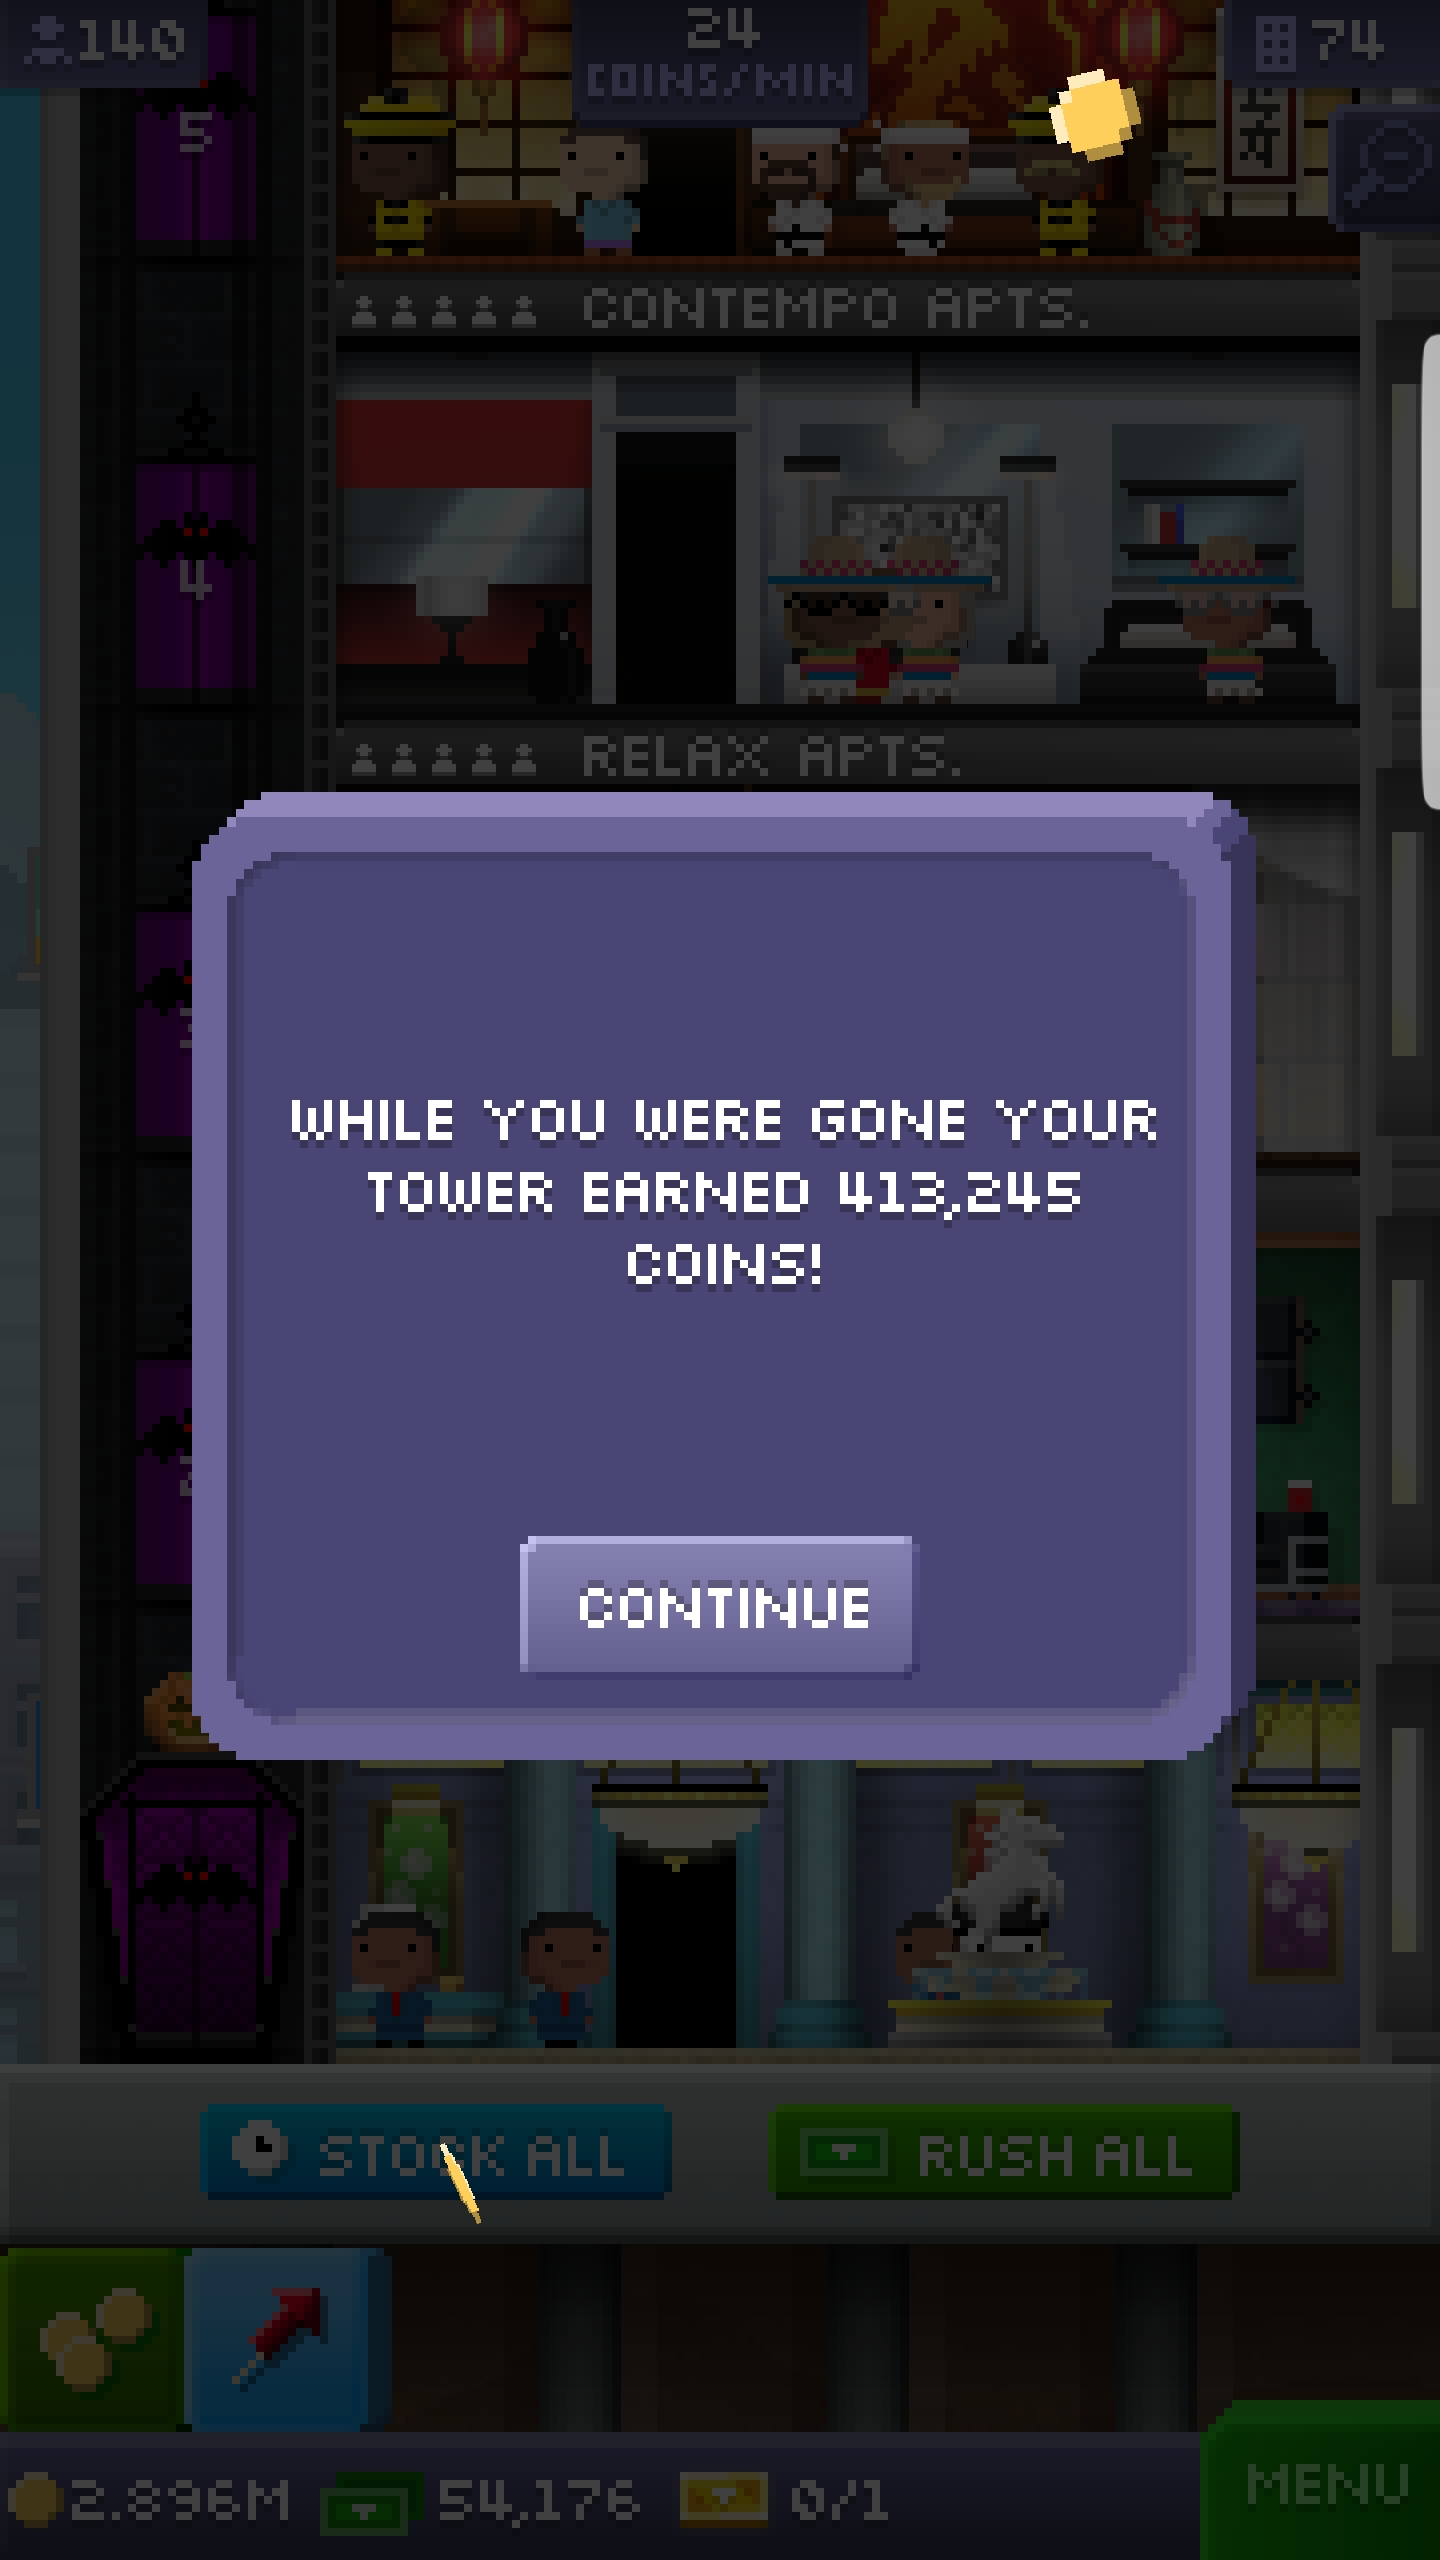 140
24
COINS/MIN
74
5
CONTEMPO APTS.
4
RELAX APTS.
WHILE YOU WERE GONE YOUR
TOWER EARNED 413,245
COINS!
CONTINUE
STOCK ALL
RUSH ALL
2.896M
54,176
0/1
MENU